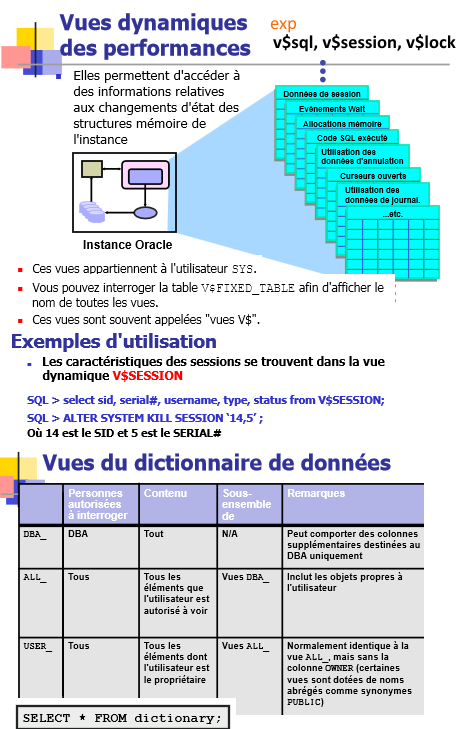 Vues dynamiques
des performances
exp
v$sql, v$session, v$lock
Elles permettent d'accéder à
des informations relatives
aux changements d'état des
structures mémoire de
l'instance
Données de session
Evénements Wait
Allocations mémoire
Code SQL exécuté
Utilisation des
données d'annulation
Curseurs ouverts
Utilisation des
données de journal.
...etc.
Instance Oracle
Ces vues appartiennent à l'utilisateur SYS.
Vous pouvez interroger la table V$FIXED_TABLE afin d'afficher le
nom de toutes les vues.
Ces vues sont souvent appelées "vues V$".
Exemples d'utilisation
Les caractéristiques des sessions se trouvent dans la vue
dynamique V$SESSION
SQL > select sid, serial#, username, type, status from V$SESSION;
SQL > ALTER SYSTEM KILL SESSION ‘14,5’ ;
Où 14 est le SID et 5 est le SERIAL#
Vues du dictionnaire de données
Personnes
autorisées
à interroger
Contenu
Sous-
ensemble
de
Remarques
DBA_
DBA
Tout
N/A
Peut comporter des colonnes
supplémentaires destinées au
DBA uniquement
ALL_
Tous
Tous les
éléments que
l'utilisateur est
autorisé à voir
Vues DBA_
Inclut les objets propres à
l'utilisateur
USER_
Tous
Tous les
éléments dont
l'utilisateur est
le propriétaire
Vues ALL_
Normalement identique à la
vue ALL_, mais sans la
colonne OWNER (certaines
vues sont dotées de noms
abrégés comme synonymes
PUBLIC)
SELECT * FROM dictionary;